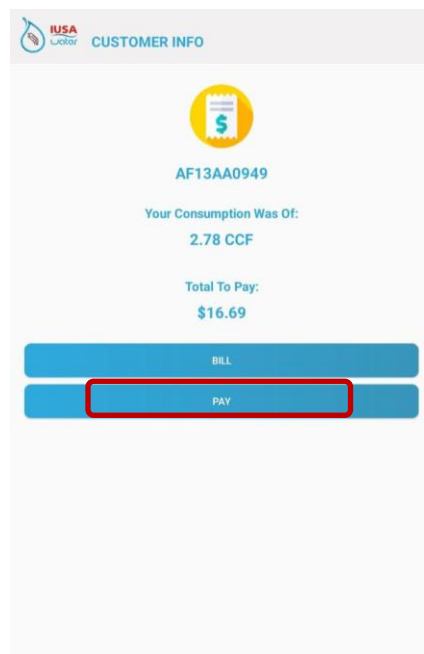 IUSA
water
CUSTOMER INFO
$
AF13AA0949
Your Consumption Was Of:
2.78 CCF
Total To Pay:
$16.69
BILL
PAY